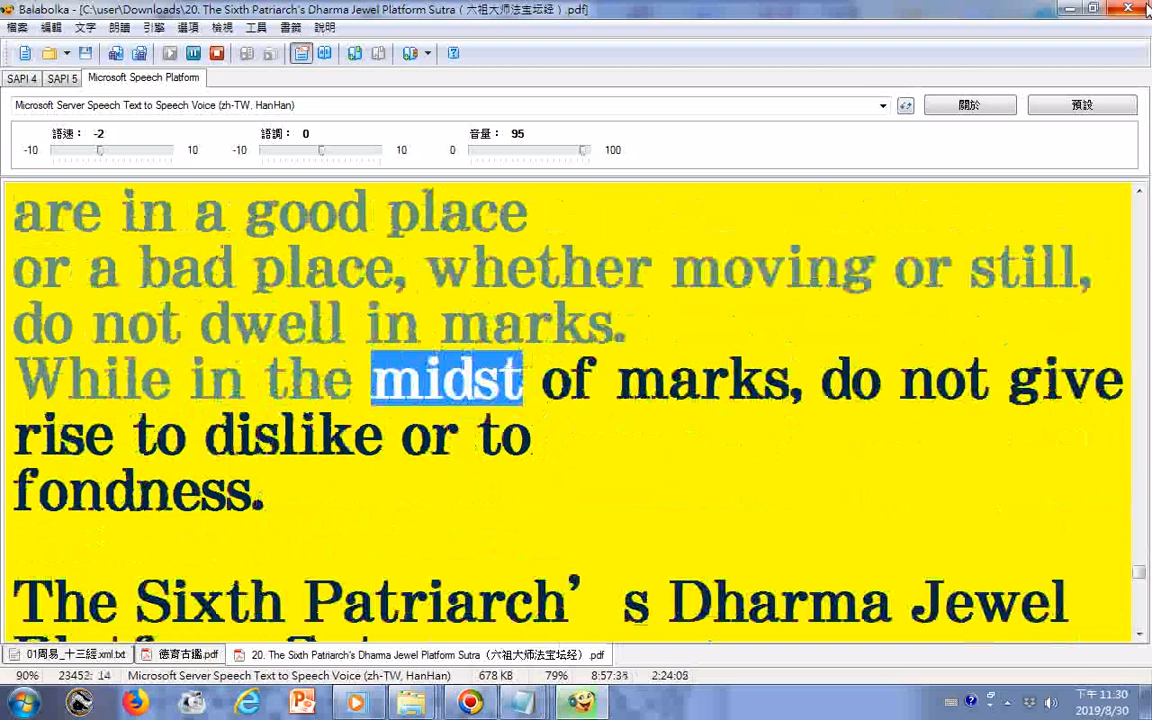 Balabolka - [C:\user\Downloads\20. The Sixth Patriarch's Dharma Jewel Platform Sutra（六祖大师法宝坛经）.pdf]
檔案 編輯 文字 朗讀 引擎 選項 檢視 工具 書籤 說明
SAPI 4 SAPI 5 Microsoft Speech Platform
Microsoft Server Speech Text to Speech Voice (zh-TW, HanHan) 關於 預設
語速： -2 語調： 0 音量： 95
-10 10 -10 10 0 100
are in a good place
or a bad place, whether moving or still,
do not dwell in marks.
While in the midst of marks, do not give
rise to dislike or to
fondness.
The Sixth Patriarch’s Dharma Jewel
01周易_十三經.xml.txt 德育古鑑.pdf 20. The Sixth Patriarch's Dharma Jewel Platform Sutra（六祖大师法宝坛经）.pdf
90% 23452: 14 Microsoft Server Speech Text to Speech Voice (zh-TW, HanHan) 678 KB 79% 8:57:38 2:24:08
下午 11:30
2019/8/30